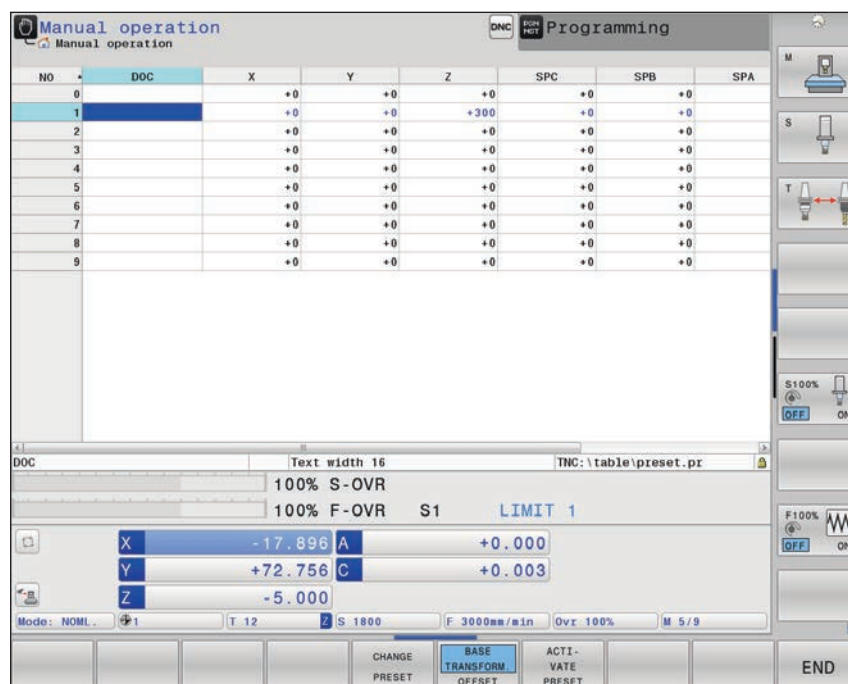 Manual operation DNC PGM MGT Programming
Manual operation
NO DOC X Y Z SPC SPB SPA
0 +0 +0 +0 +0 +0
1 +0 +0 +300 +0 +0
2 +0 +0 +0 +0 +0
3 +0 +0 +0 +0 +0
4 +0 +0 +0 +0 +0
5 +0 +0 +0 +0 +0
6 +0 +0 +0 +0 +0
7 +0 +0 +0 +0 +0
8 +0 +0 +0 +0 +0
9 +0 +0 +0 +0 +0
DOC Text width 16 TNC:\table\preset.pr
100% S-OVR
100% F-OVR S1 LIMIT 1
X -17.896 A +0.000
Y +72.756 C +0.003
Z -5.000
Mode: NOML. 1 T 12 Z S 1800 F 3000mm/min Ovr 100% M 5/9
CHANGE PRESET
BASE TRANSFORM. OFFSET
ACTI- VATE PRESET
END
M
S
T
S100%
OFF ON
F100%
OFF ON